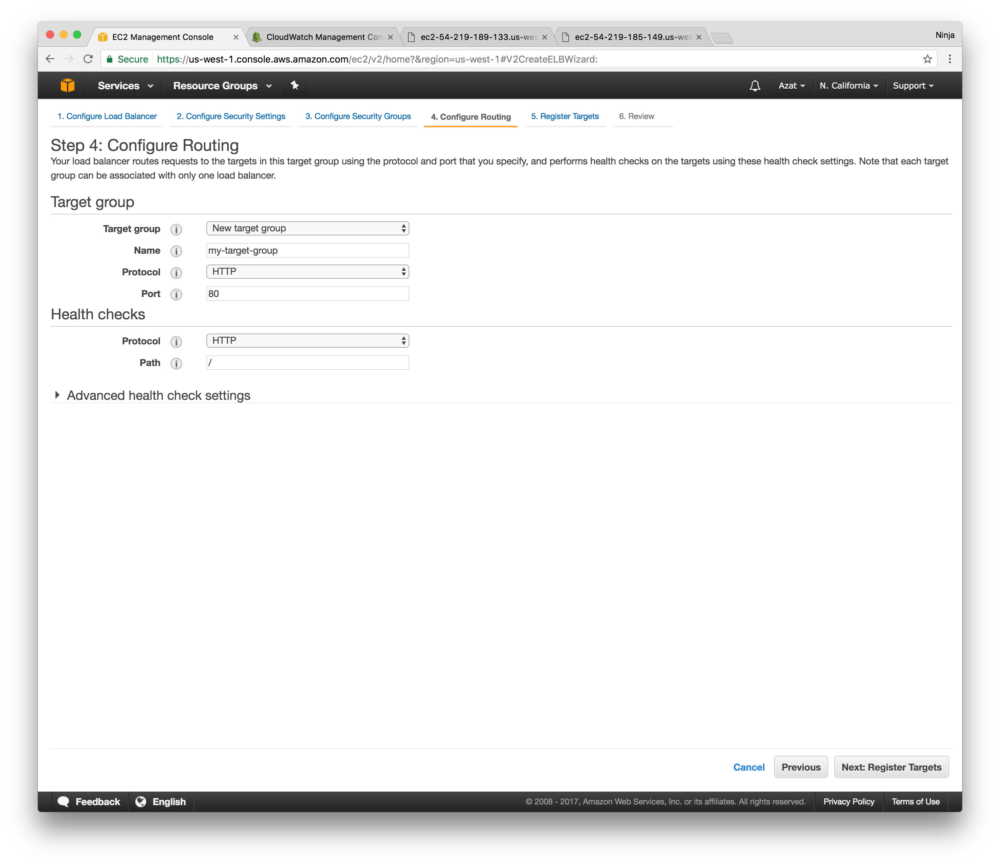 EC2 Management Console
CloudWatch Management Con
ec2-54-219-189-133.us-wes
ec2-54-219-185-149.us-wes
Ninja
Secure https://us-west-1.console.aws.amazon.com/ec2/v2/home?&region=us-west-1#V2CreateELBWizard:
Services Resource Groups Azat N. California Support
1. Configure Load Balancer 2. Configure Security Settings 3. Configure Security Groups 4. Configure Routing 5. Register Targets 6. Review
Step 4: Configure Routing
Your load balancer routes requests to the targets in this target group using the protocol and port that you specify, and performs health checks on the targets using these health check settings. Note that each target
group can be associated with only one load balancer.
Target group
Target group New target group
Name my-target-group
Protocol HTTP
Port 80
Health checks
Protocol HTTP
Path /
Advanced health check settings
Cancel Previous Next: Register Targets
Feedback English © 2008 - 2017, Amazon Web Services, Inc. or its affiliates. All rights reserved. Privacy Policy Terms of Use